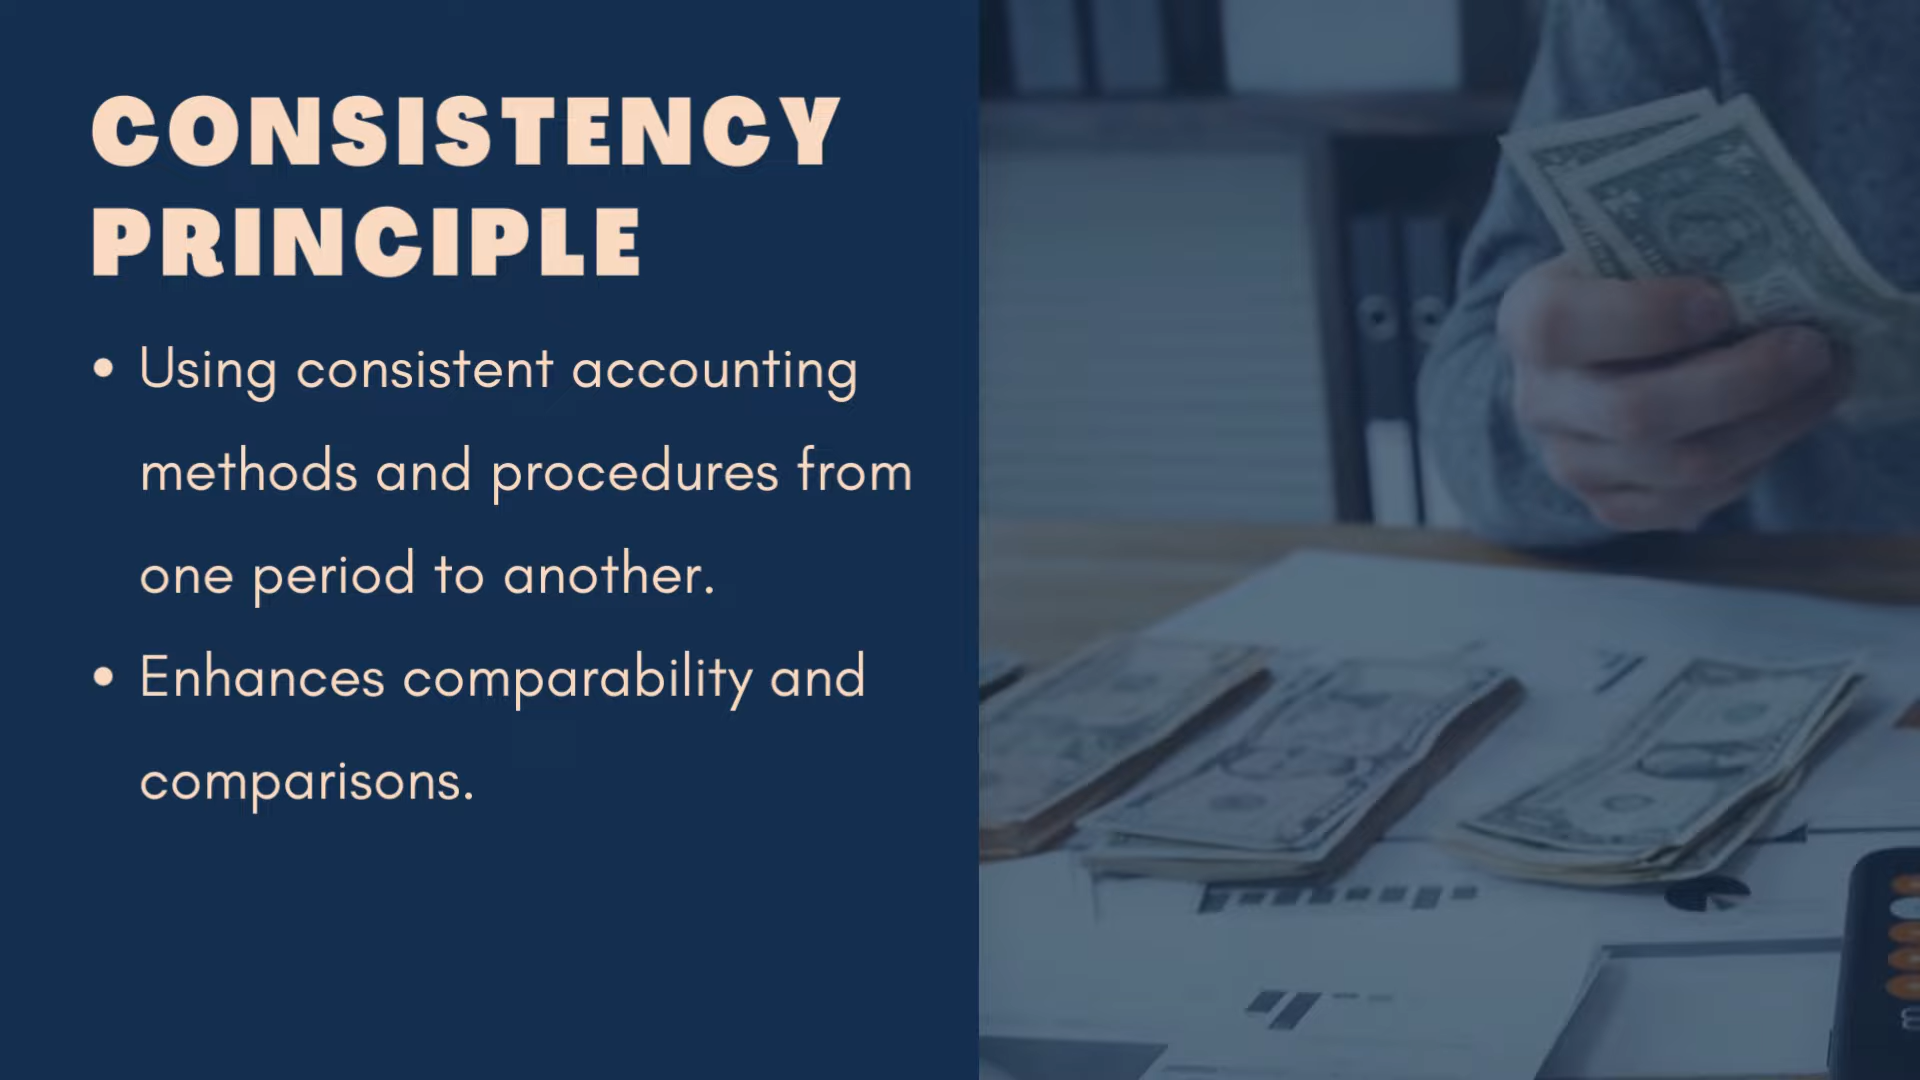 CONSISTENCY
PRINCIPLE
• Using consistent accounting
methods and procedures from
one period to another.
• Enhances comparability and
comparisons.